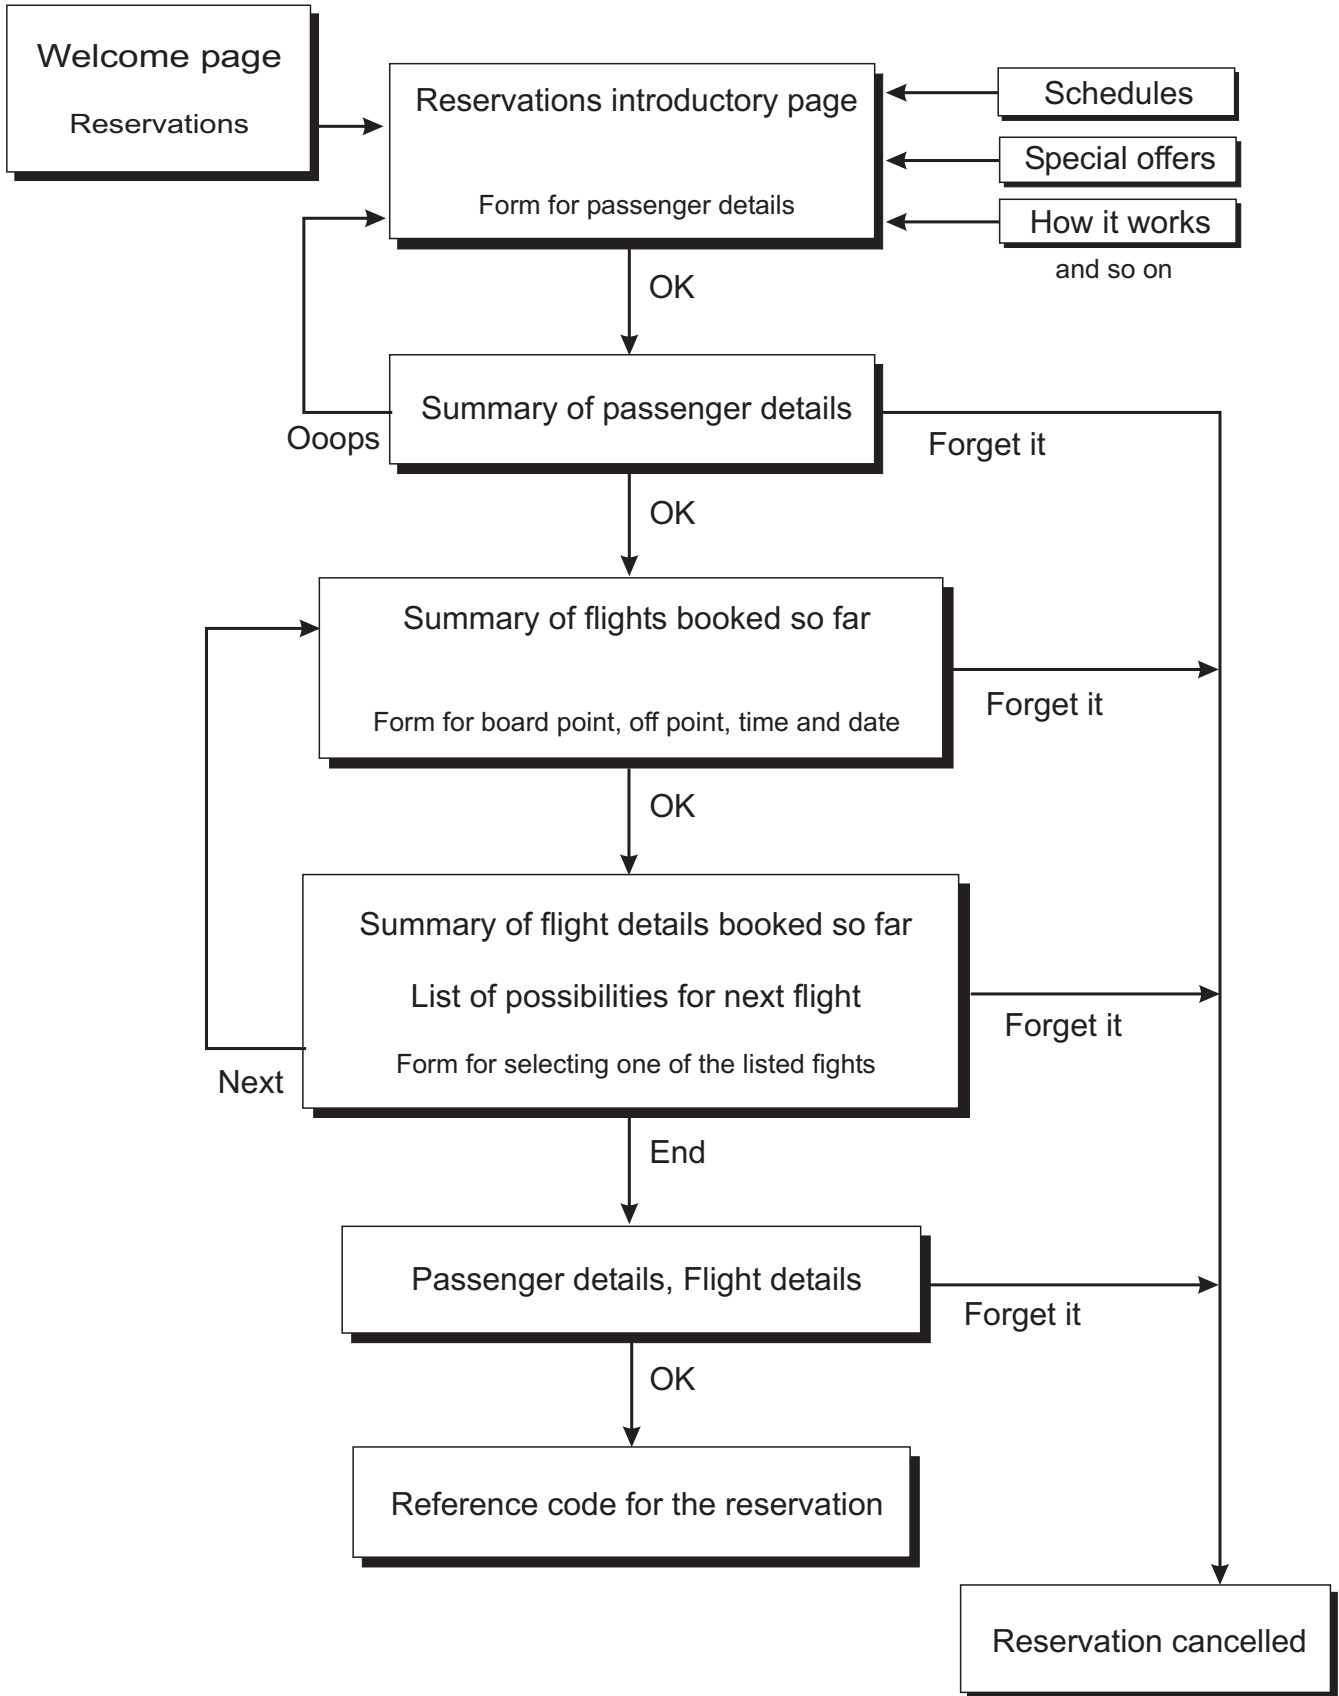 Welcome page
Reservations
Reservations introductory page
Form for passenger details
Schedules
Special offers
How it works
and so on
OK
Summary of passenger details
Ooops
Forget it
OK
Summary of flights booked so far
Form for board point, off point, time and date
Forget it
OK
Summary of flight details booked so far
List of possibilities for next flight
Form for selecting one of the listed fights
Forget it
Next
End
Passenger details, Flight details
Forget it
OK
Reference code for the reservation
Reservation cancelled